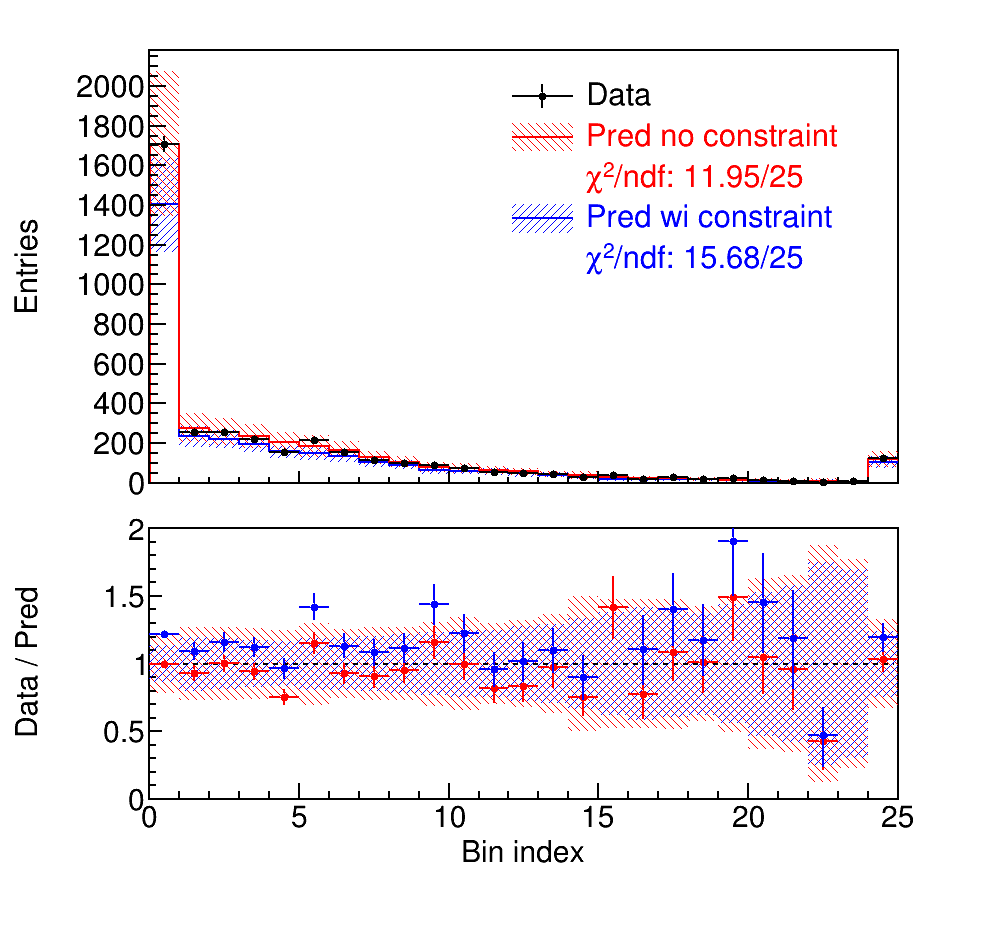 2000
1800
1600
1400
1200
1000
800
600
400
200
0
Entries
Data
Pred no constraint
χ²/ndf: 11.95/25
Pred wi constraint
χ²/ndf: 15.68/25
2
1.5
1
0.5
0
Data / Pred
0 5 10 15 20 25
Bin index